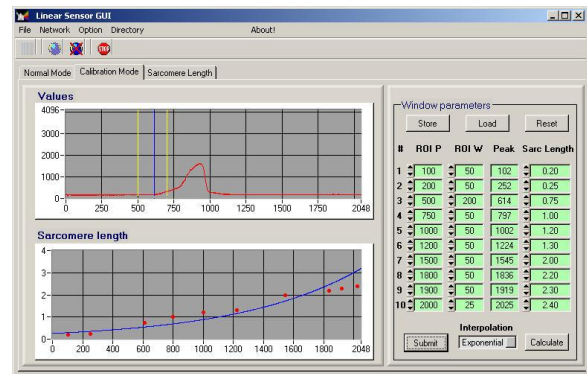 Linear Sensor GUI
File Network Option Directory About!
STOP
Normal Mode Calibration Mode Sarcomere Length
Values
4096
3000
2000
1000
0
0 250 500 750 1000 1250 1500 1750 2048
Sarcomere length
4
3
2
1
0
0 200 400 600 800 1000 1200 1400 1600 1800 2048
Window parameters
Store Load Reset
# ROI P ROI W Peak Sarc Length
1 100 50 102 0.20
2 200 50 252 0.25
3 500 200 614 0.75
4 750 50 797 1.00
5 1000 50 1002 1.20
6 1200 50 1224 1.30
7 1500 50 1545 2.00
8 1800 50 1836 2.20
9 1900 50 1919 2.30
10 2000 25 2025 2.40
Interpolation
Submit Exponential Calculate